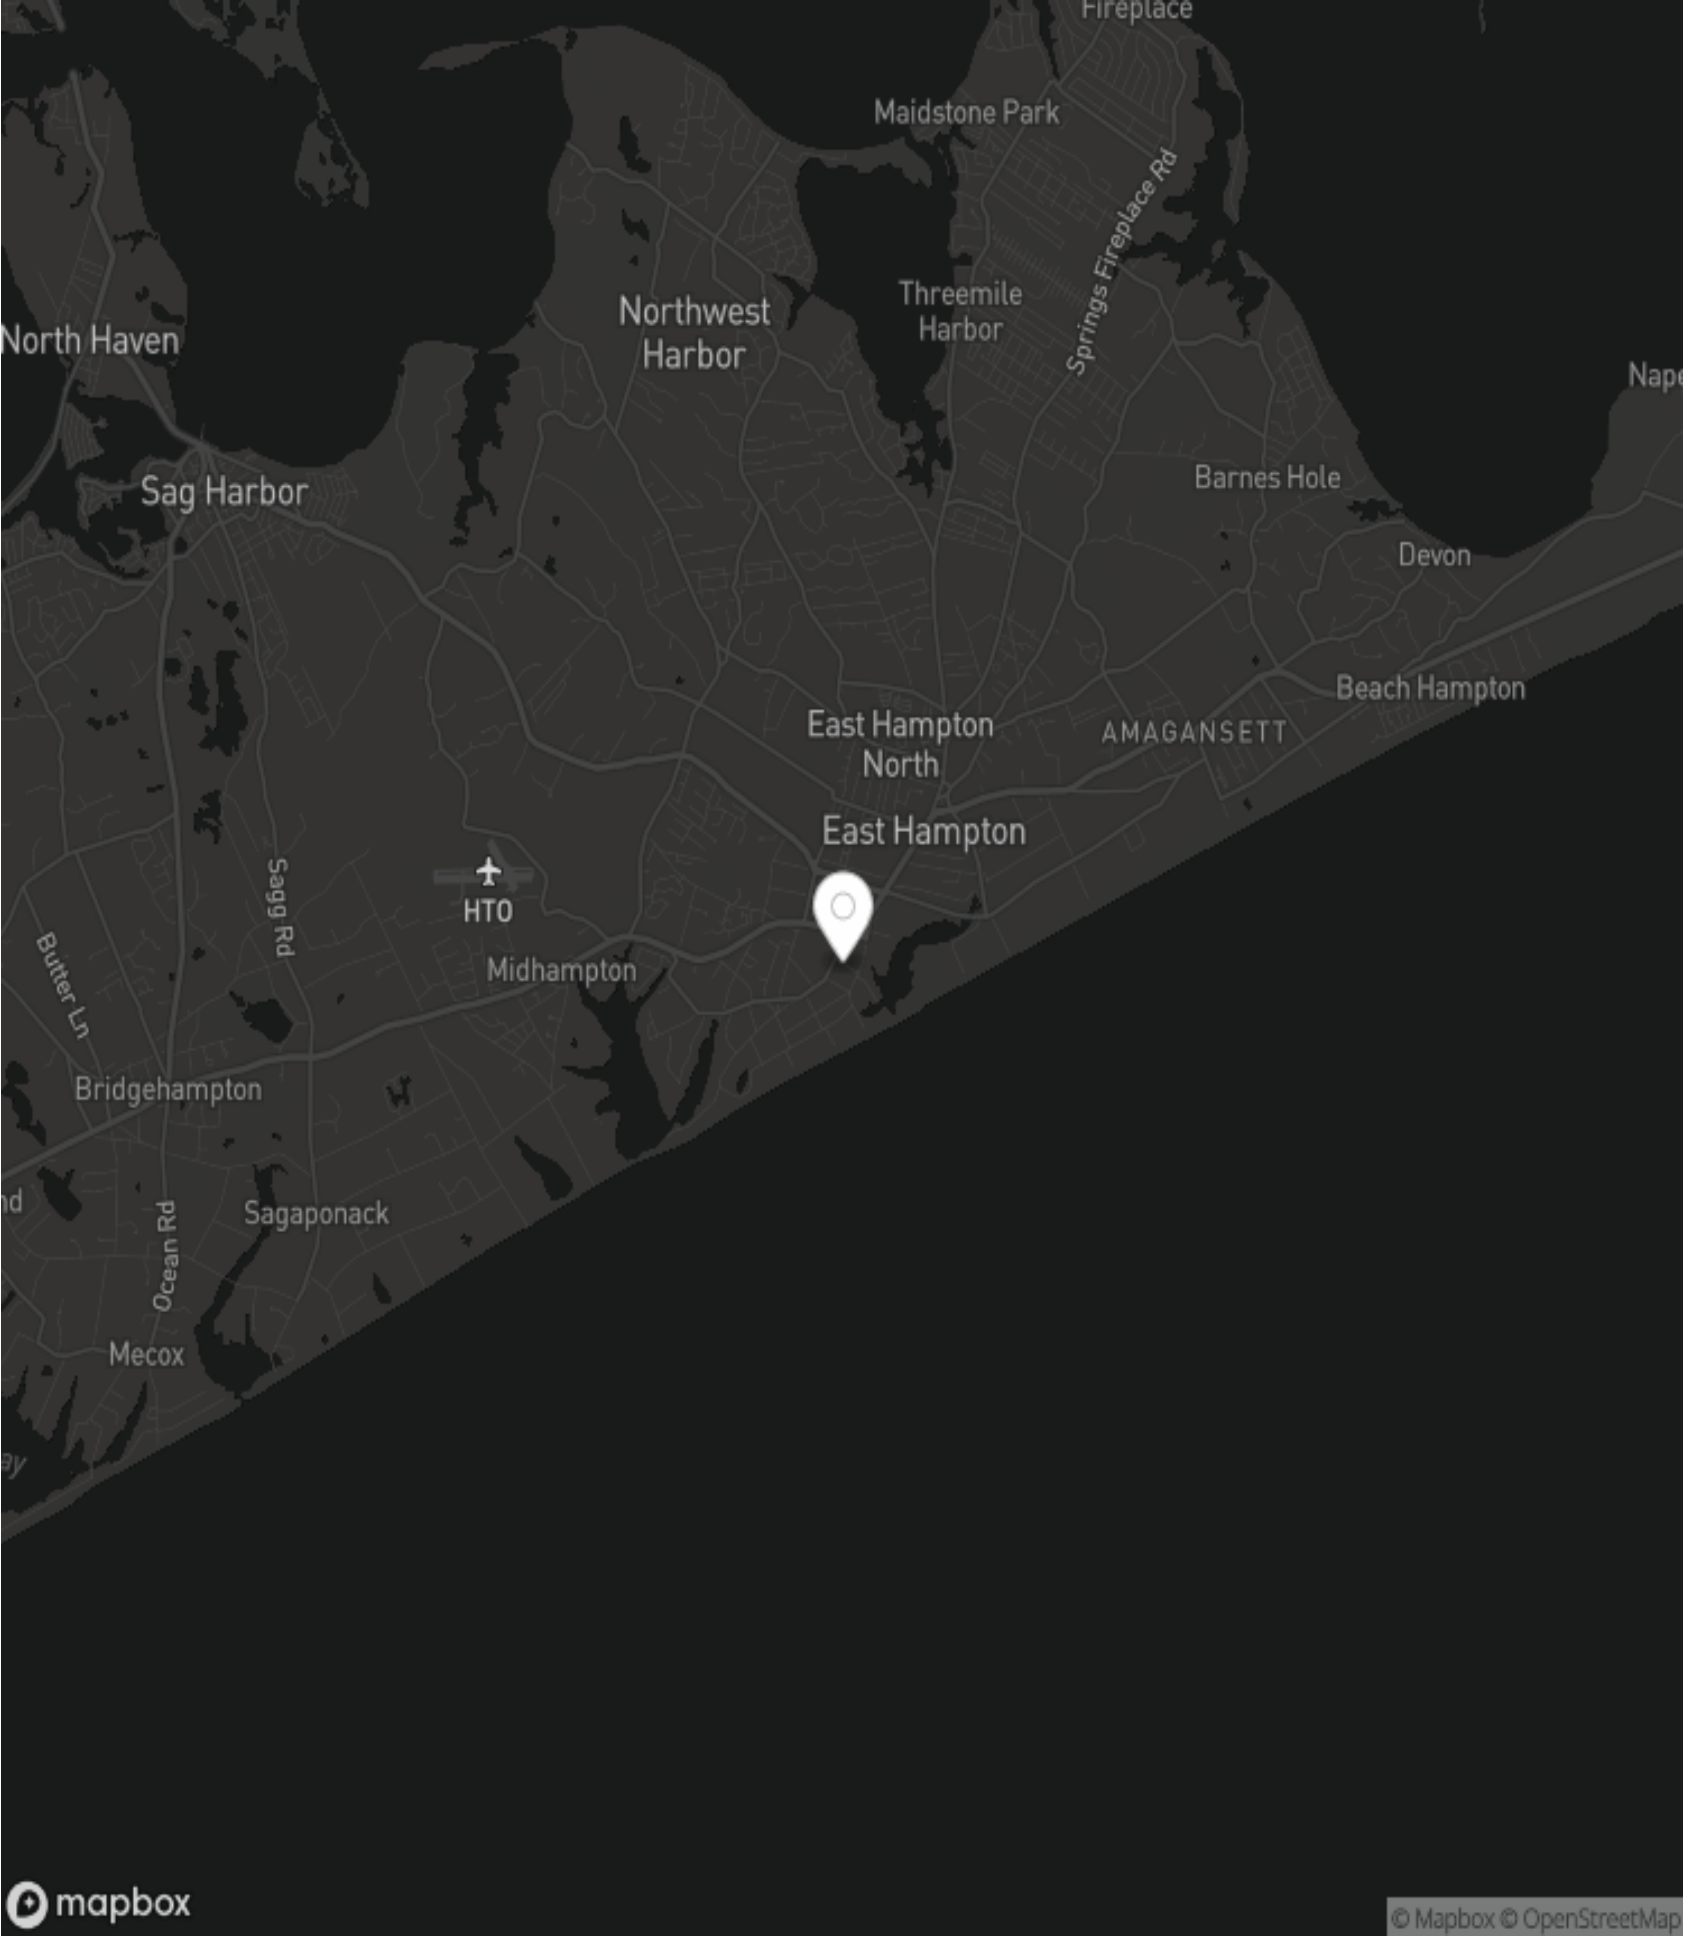 Fireplace
Maidstone Park
Springs Fireplace Rd
Threemile
Harbor
Northwest
Harbor
North Haven
Sag Harbor
Barnes Hole
Devon
Beach Hampton
East Hampton
North
AMAGANSETT
East Hampton
HTO
Sagg Rd
Butter Ln
Midhampton
Bridgehampton
Sagaponack
Ocean Rd
Mecox
mapbox
© Mapbox © OpenStreetMap